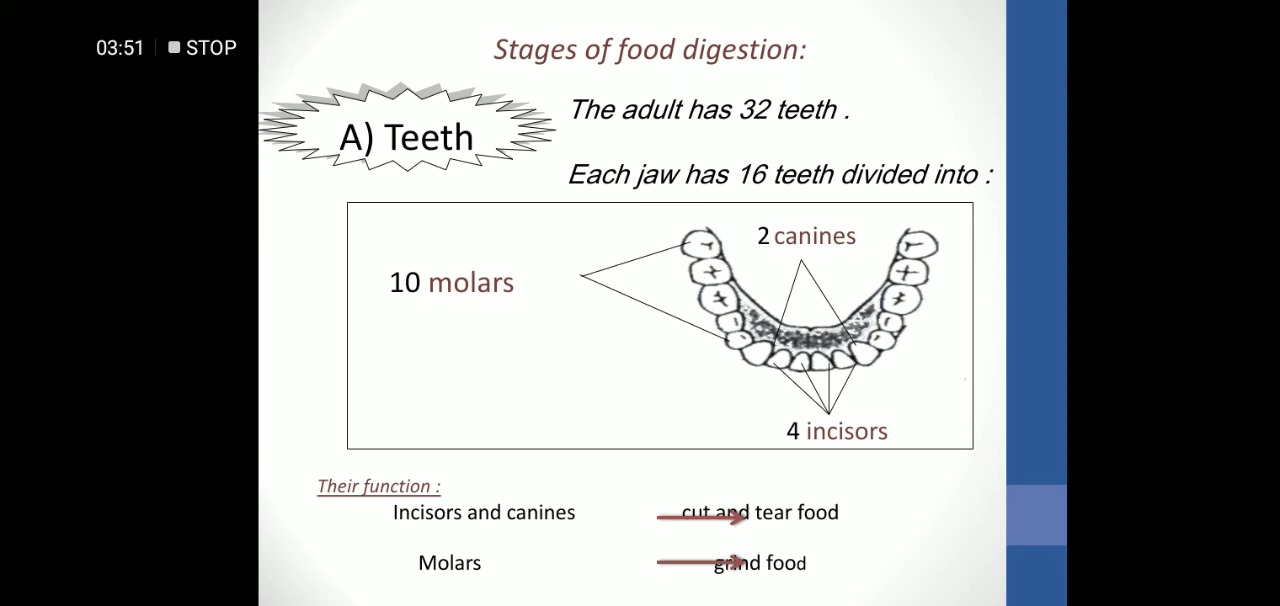 03:51 STOP
Stages of food digestion:
A) Teeth
The adult has 32 teeth .
Each jaw has 16 teeth divided into :
2 canines
10 molars
4 incisors
Their function :
Incisors and canines cut and tear food
Molars grind food